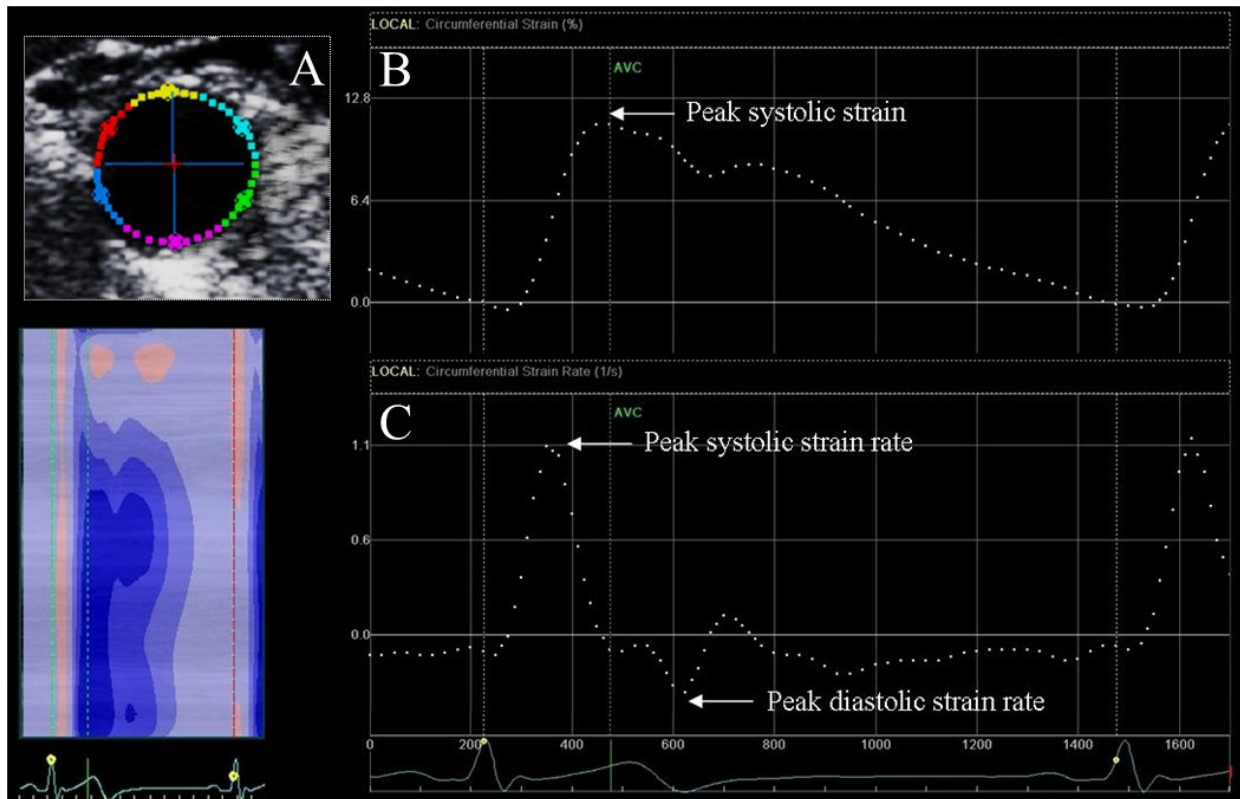 A
LOCAL: Circumferential Strain (%)
B
AVC
12.8
Peak systolic strain
6.4
0.0
LOCAL: Circumferential Strain Rate (1/s)
C
AVC
1.1
Peak systolic strain rate
0.6
0.0
Peak diastolic strain rate
0 200 400 600 800 1000 1200 1400 1600